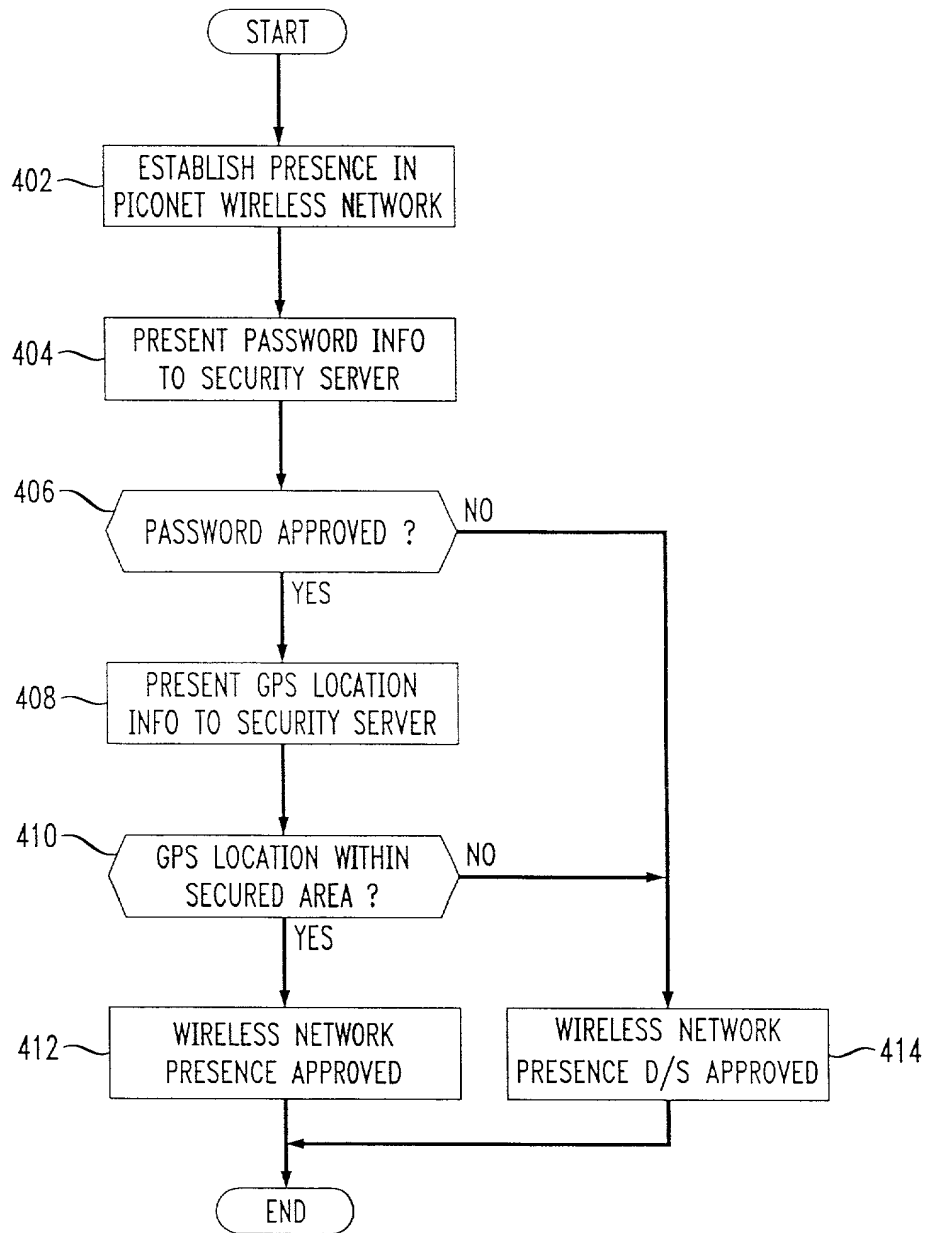 START
402
ESTABLISH PRESENCE IN
PICONET WIRELESS NETWORK
404
PRESENT PASSWORD INFO
TO SECURITY SERVER
406
PASSWORD APPROVED ?
NO
YES
408
PRESENT GPS LOCATION
INFO TO SECURITY SERVER
410
GPS LOCATION WITHIN
SECURED AREA ?
NO
YES
412
WIRELESS NETWORK
PRESENCE APPROVED
WIRELESS NETWORK
PRESENCE D/S APPROVED
414
END